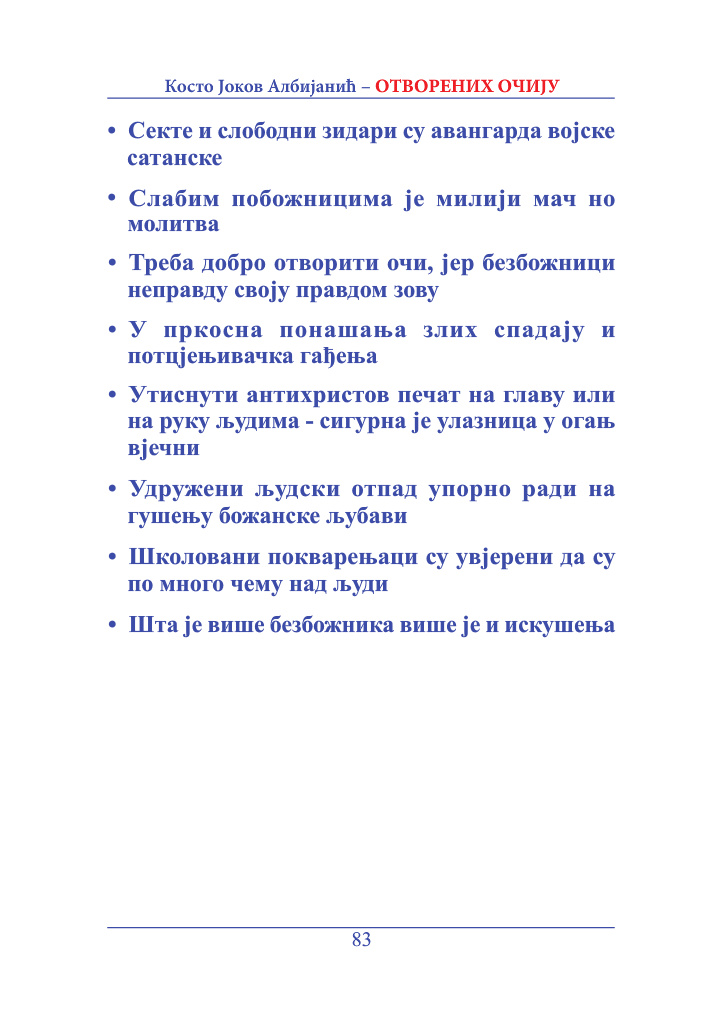 Косто Јоков Албијанић – ОТВОРЕНИХ ОЧИЈУ
• Секте и слободни зидари су авангарда војске
сатанске
• Слабим побожницима је милији мач но
молитва
• Треба добро отворити очи, јер безбожници
неправду своју правдом зову
• У пркосна понашања злих спадају и
потцјењивачка гађења
• Утиснути антихристов печат на главу или
на руку људима - сигурна је улазница у огањ
вјечни
• Удружени људски отпад упорно ради на
гушењу божанске љубави
• Школовани покварењаци су увјерени да су
по много чему над људи
• Шта је више безбожника више је и искушења
83